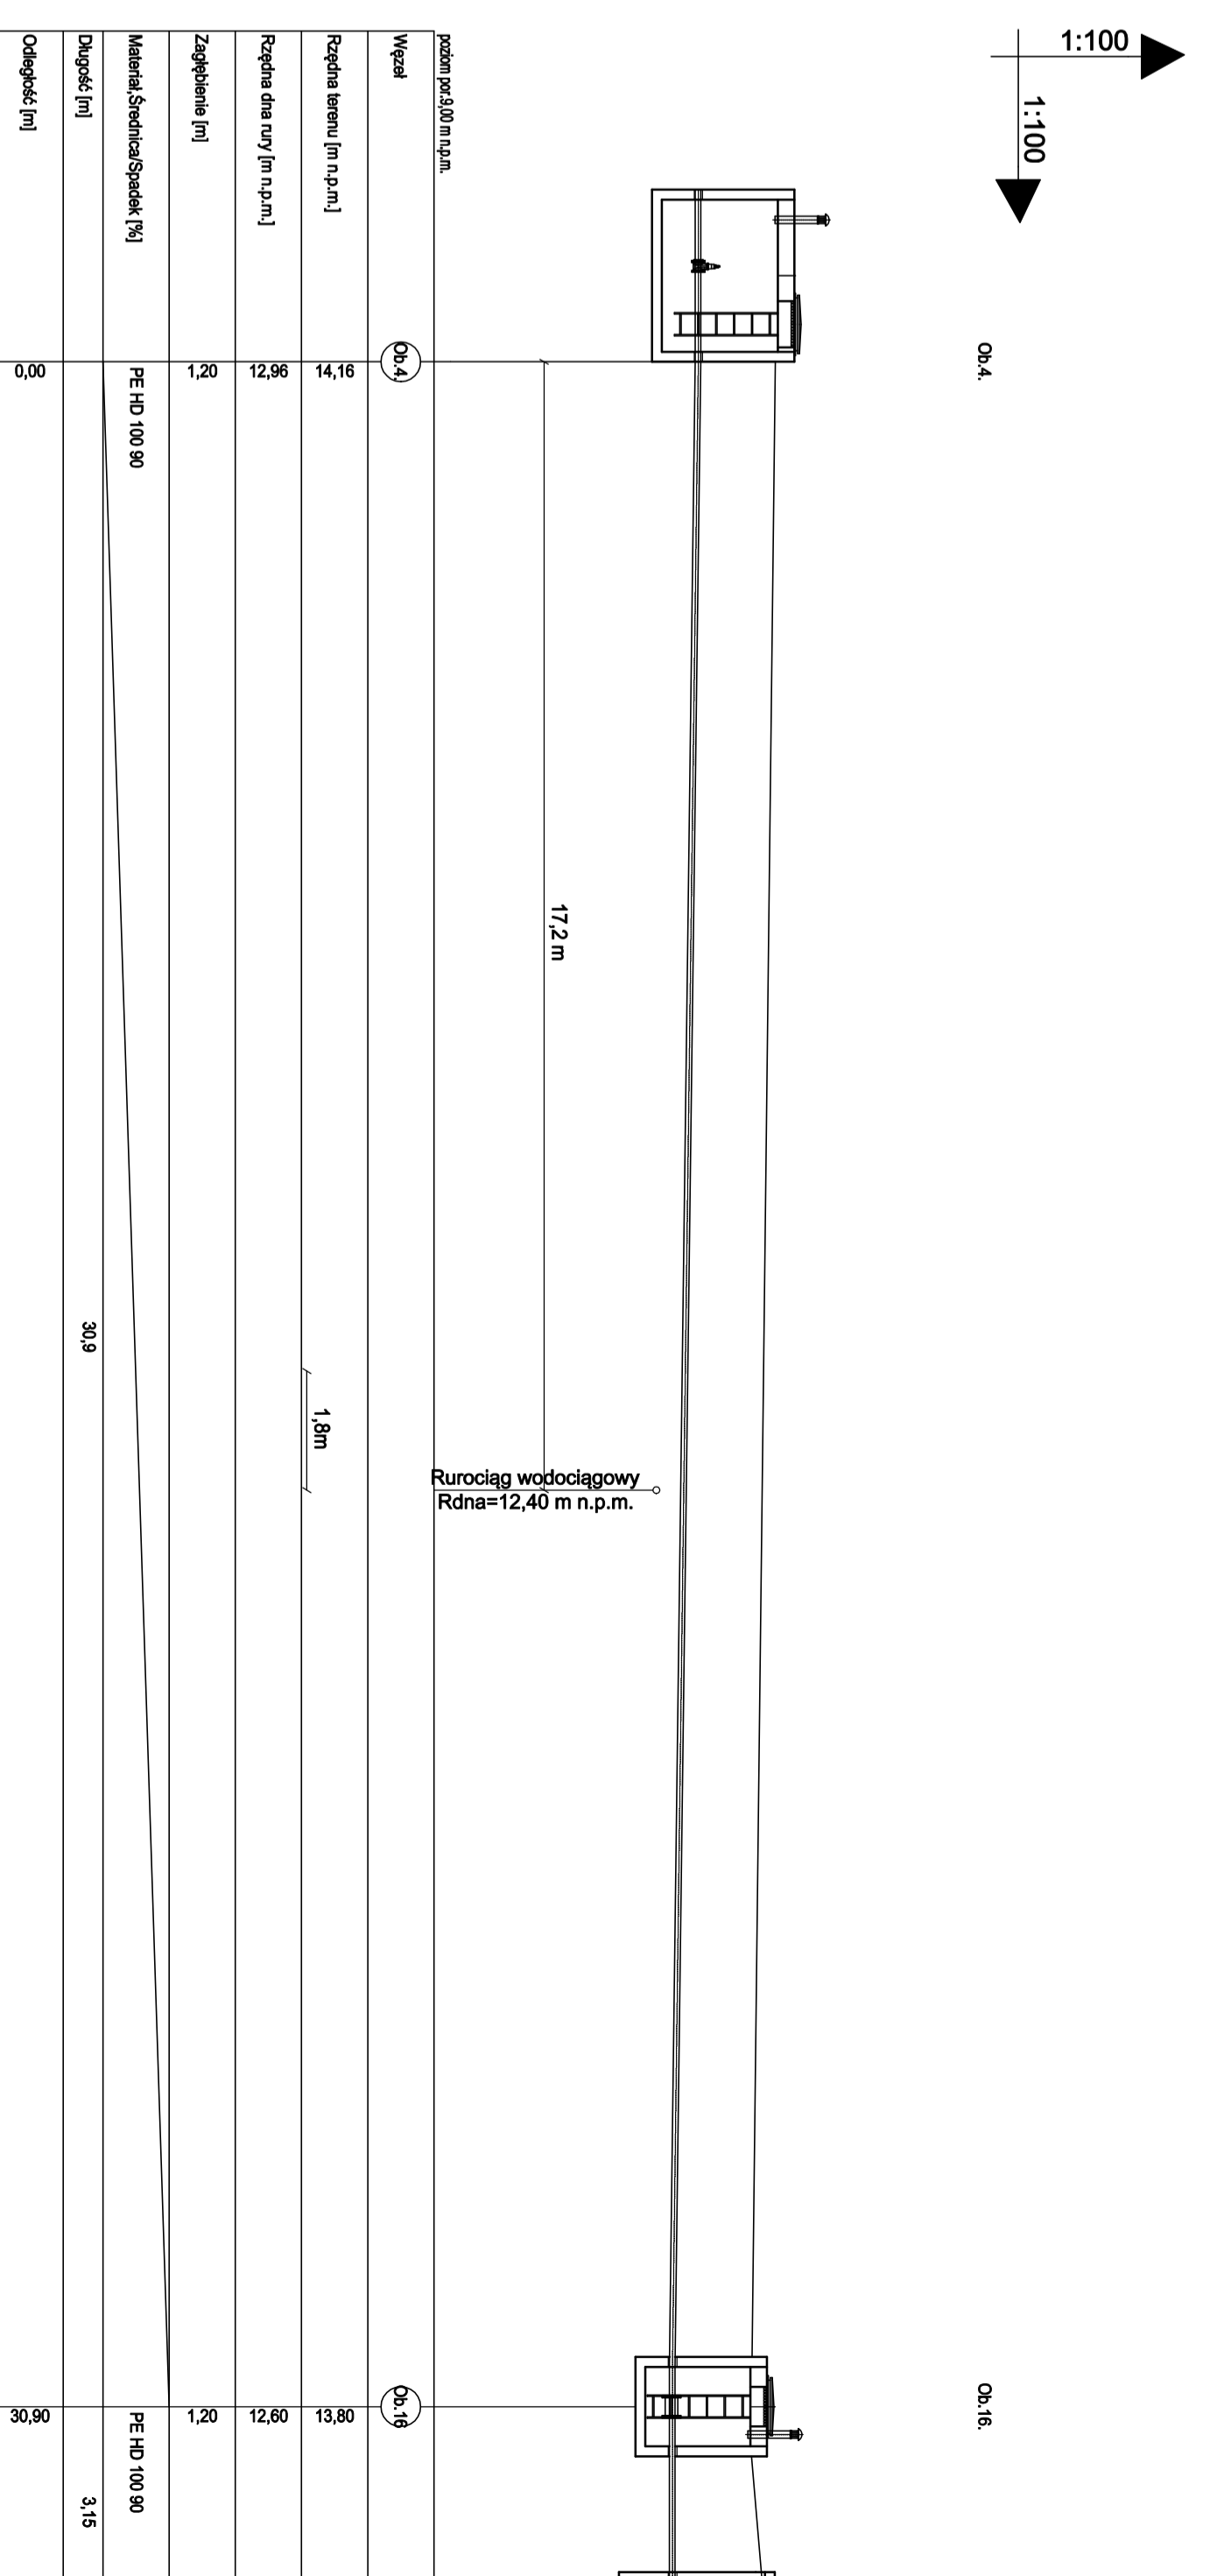 1:100
1:100
Ob.4.
Ob.16.
17,2 m
Rurociąg wodociągowy
Rdna=12,40 m n.p.m.
1,8m
poziom por.9,00 m n.p.m.
Węzeł
Ob.4.
Ob.16
Rzędna terenu [m n.p.m.]
14,16
13,80
Rzędna dna rury [m n.p.m.]
12,96
12,60
Zagłębienie [m]
1,20
1,20
Materiał,Średnica/Spadek [%]
PE HD 100 90
PE HD 100 90
Długość [m]
30,9
3,15
Odległość [m]
0,00
30,90